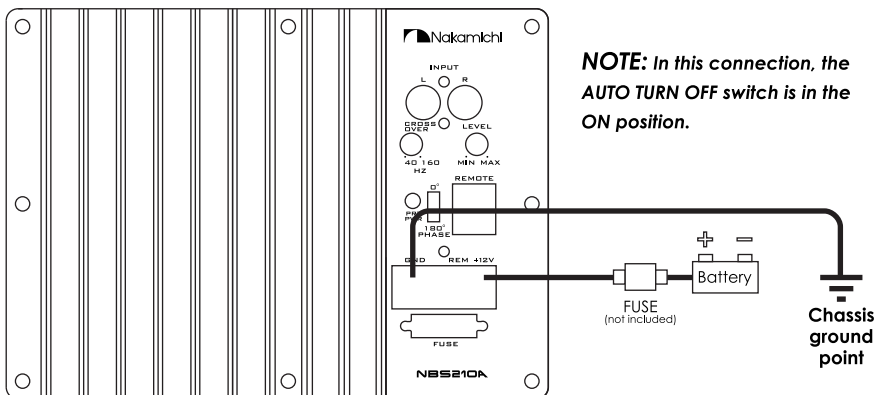 Nakamichi
INPUT
L R
CROSS OVER LEVEL
40 160 MIN MAX
HZ
REMOTE
0°
180°
PHASE
GND REM +12V
FUSE
NBS210A
NOTE: In this connection, the
AUTO TURN OFF switch is in the
ON position.
+ −
Battery
FUSE
(not included)
Chassis
ground
point